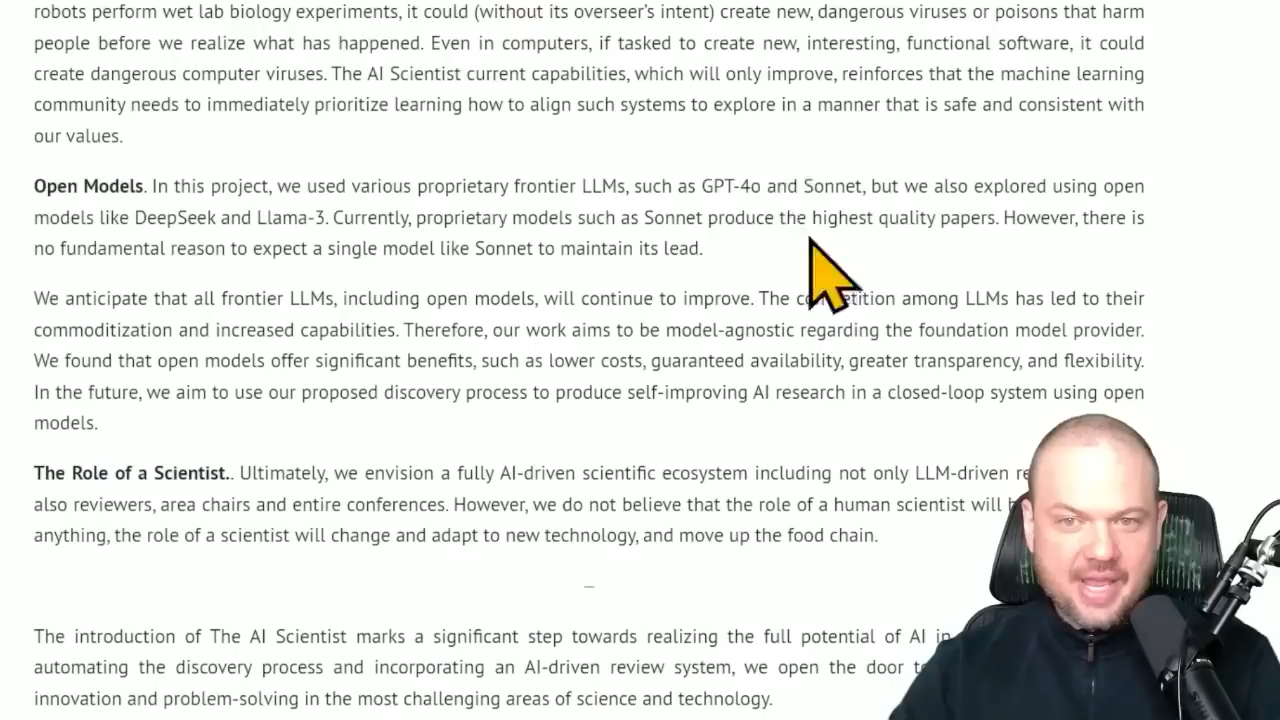 robots perform wet lab biology experiments, it could (without its overseer's intent) create new, dangerous viruses or poisons that harm
people before we realize what has happened. Even in computers, if tasked to create new, interesting, functional software, it could
create dangerous computer viruses. The AI Scientist current capabilities, which will only improve, reinforces that the machine learning
community needs to immediately prioritize learning how to align such systems to explore in a manner that is safe and consistent with
our values.
Open Models. In this project, we used various proprietary frontier LLMs, such as GPT-4o and Sonnet, but we also explored using open
models like DeepSeek and Llama-3. Currently, proprietary models such as Sonnet produce the highest quality papers. However, there is
no fundamental reason to expect a single model like Sonnet to maintain its lead.
We anticipate that all frontier LLMs, including open models, will continue to improve. The competition among LLMs has led to their
commoditization and increased capabilities. Therefore, our work aims to be model-agnostic regarding the foundation model provider.
We found that open models offer significant benefits, such as lower costs, guaranteed availability, greater transparency, and flexibility.
In the future, we aim to use our proposed discovery process to produce self-improving AI research in a closed-loop system using open
models.
The Role of a Scientist.. Ultimately, we envision a fully AI-driven scientific ecosystem including not only LLM-driven
also reviewers, area chairs and entire conferences. However, we do not believe that the role of a human scientist will
anything, the role of a scientist will change and adapt to new technology, and move up the food chain.
—
The introduction of The AI Scientist marks a significant step towards realizing the full potential of AI in
automating the discovery process and incorporating an AI-driven review system, we open the door
innovation and problem-solving in the most challenging areas of science and technology.